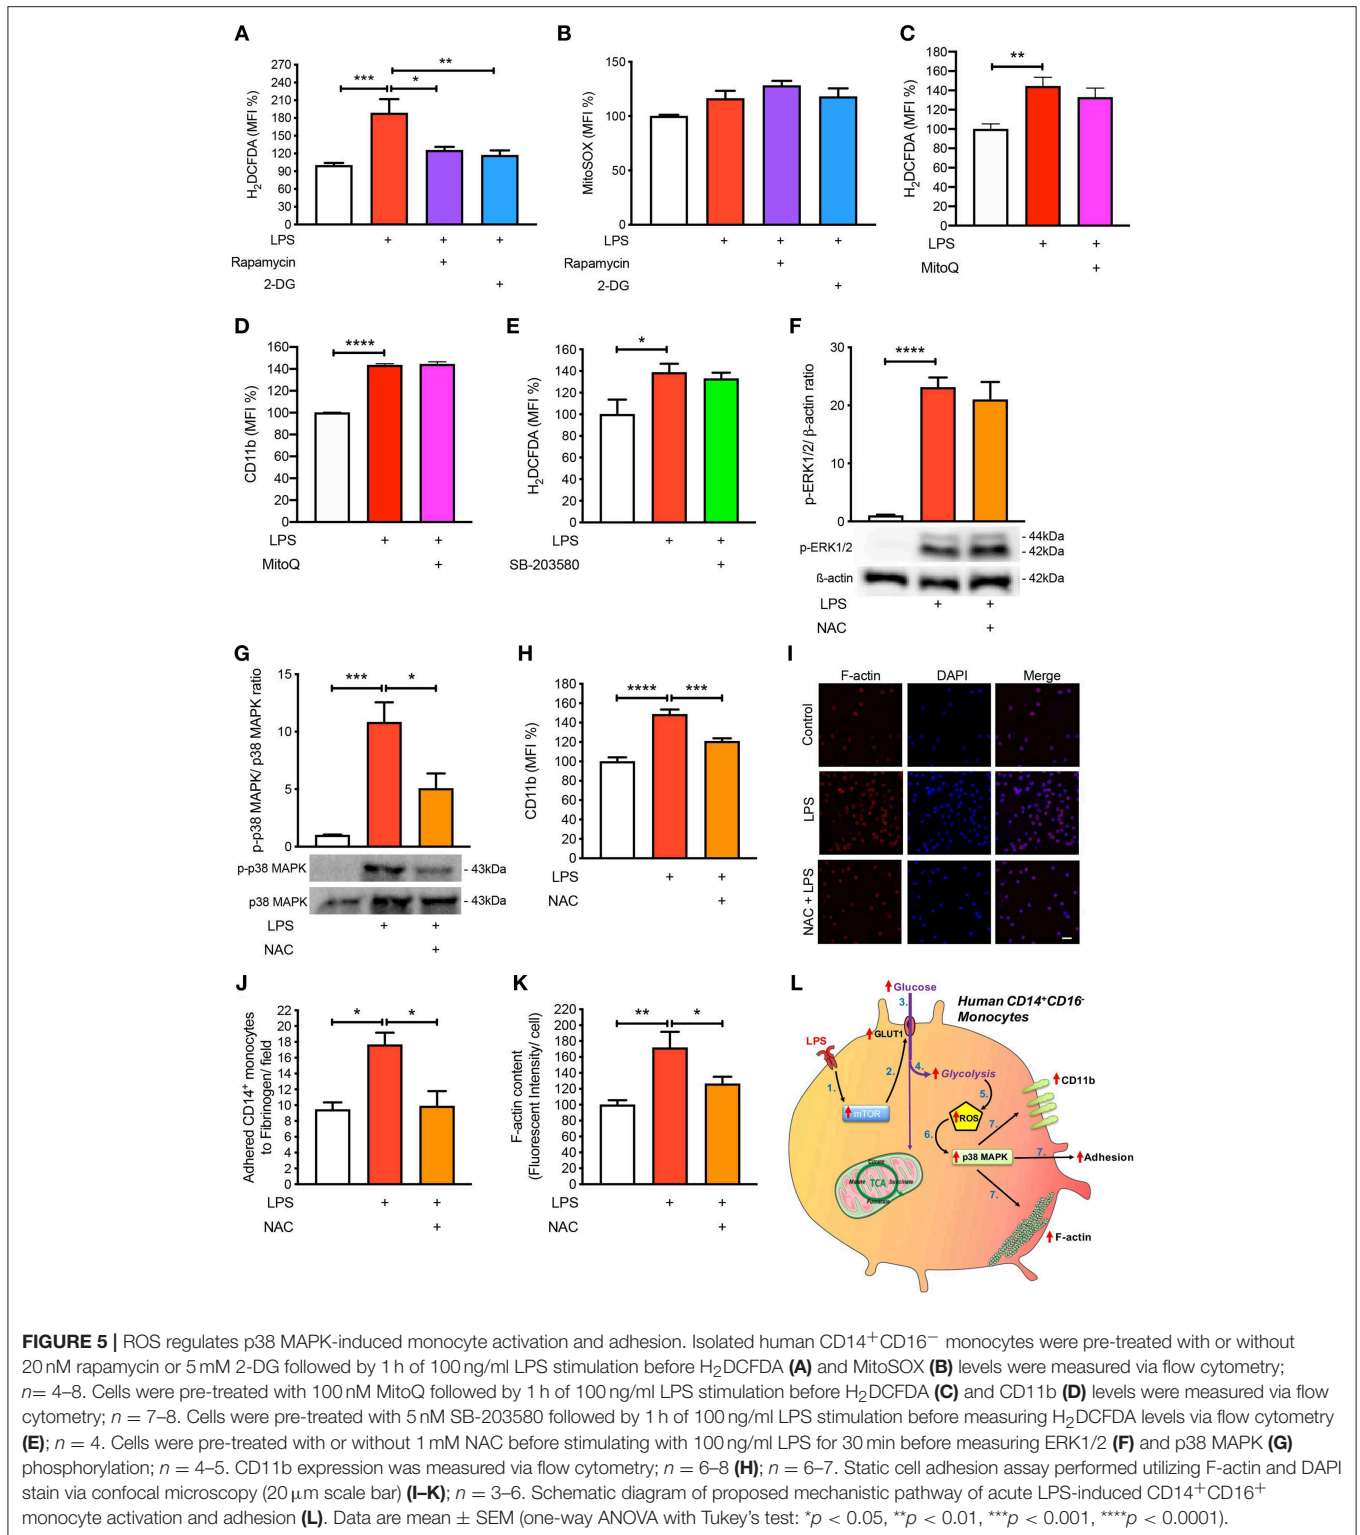 A
H2DCFDA (MFI %)
270
240
210
180
150
120
90
60
30
0
***
*
**
LPS + + +
Rapamycin +
2-DG +
B
MitoSOX (MFI %)
150
100
50
0
LPS + + +
Rapamycin +
2-DG +
C
H2DCFDA (MFI %)
180
160
140
120
100
80
60
40
20
0
**
LPS + +
MitoQ +
D
CD11b (MFI %)
160
140
120
100
80
60
40
20
0
****
LPS + +
MitoQ +
E
H2DCFDA (MFI %)
160
140
120
100
80
60
40
20
0
*
LPS + +
SB-203580 +
F
p-ERK1/2/ β-actin ratio
30
20
10
0
****
p-ERK1/2
- 44kDa
- 42kDa
ß-actin - 42kDa
LPS + +
NAC +
G
p-p38 MAPK/ p38 MAPK ratio
15
10
5
0
***
*
p-p38 MAPK - 43kDa
p38 MAPK - 43kDa
LPS + +
NAC +
H
CD11b (MFI %)
180
160
140
120
100
80
60
40
20
0
****
***
LPS + +
NAC +
I
F-actin DAPI Merge
Control
LPS
NAC + LPS
J
Adhered CD14+ monocytes
to Fibrinogen/ field
22
20
18
16
14
12
10
8
6
4
2
0
*
*
LPS + +
NAC +
K
F-actin content
(Fluorescent Intensity/ cell)
220
200
180
160
140
120
100
80
60
40
20
0
**
*
LPS + +
NAC +
L
Glucose
3.
Human CD14+CD16-
Monocytes
GLUT1
LPS
2.
4.
Glycolysis
1.
5.
CD11b
mTOR
ROS
7.
6.
p38 MAPK
7.
Adhesion
Citrate
Malate
Succinate
TCA
Fumarate
7.
F-actin
FIGURE 5 | ROS regulates p38 MAPK-induced monocyte activation and adhesion. Isolated human CD14+CD16− monocytes were pre-treated with or without
20 nM rapamycin or 5 mM 2-DG followed by 1 h of 100 ng/ml LPS stimulation before H2DCFDA (A) and MitoSOX (B) levels were measured via flow cytometry;
n= 4–8. Cells were pre-treated with 100 nM MitoQ followed by 1 h of 100 ng/ml LPS stimulation before H2DCFDA (C) and CD11b (D) levels were measured via flow
cytometry; n = 7–8. Cells were pre-treated with 5 nM SB-203580 followed by 1 h of 100 ng/ml LPS stimulation before measuring H2DCFDA levels via flow cytometry
(E); n = 4. Cells were pre-treated with or without 1 mM NAC before stimulating with 100 ng/ml LPS for 30 min before measuring ERK1/2 (F) and p38 MAPK (G)
phosphorylation; n = 4–5. CD11b expression was measured via flow cytometry; n = 6–8 (H); n = 6–7. Static cell adhesion assay performed utilizing F-actin and DAPI
stain via confocal microscopy (20 μm scale bar) (I–K); n = 3–6. Schematic diagram of proposed mechanistic pathway of acute LPS-induced CD14+CD16+
monocyte activation and adhesion (L). Data are mean ± SEM (one-way ANOVA with Tukey's test: *p < 0.05, **p < 0.01, ***p < 0.001, ****p < 0.0001).